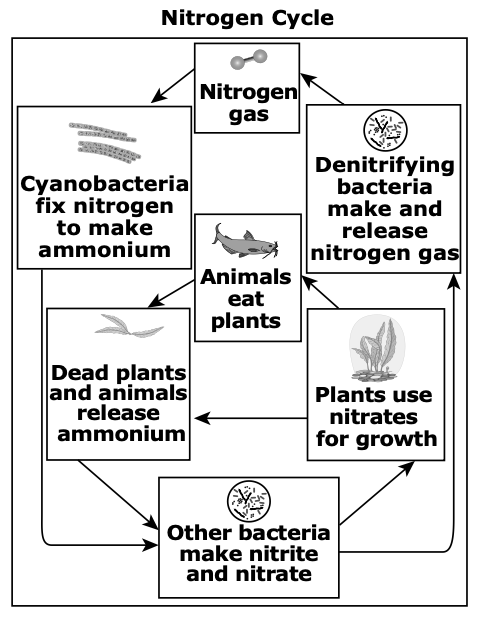 Nitrogen Cycle
Nitrogen
gas
Cyanobacteria
fix nitrogen
to make
ammonium
Denitrifying
bacteria
make and
release
nitrogen gas
Animals
eat
plants
Dead plants
and animals
release
ammonium
Plants use
nitrates
for growth
Other bacteria
make nitrite
and nitrate